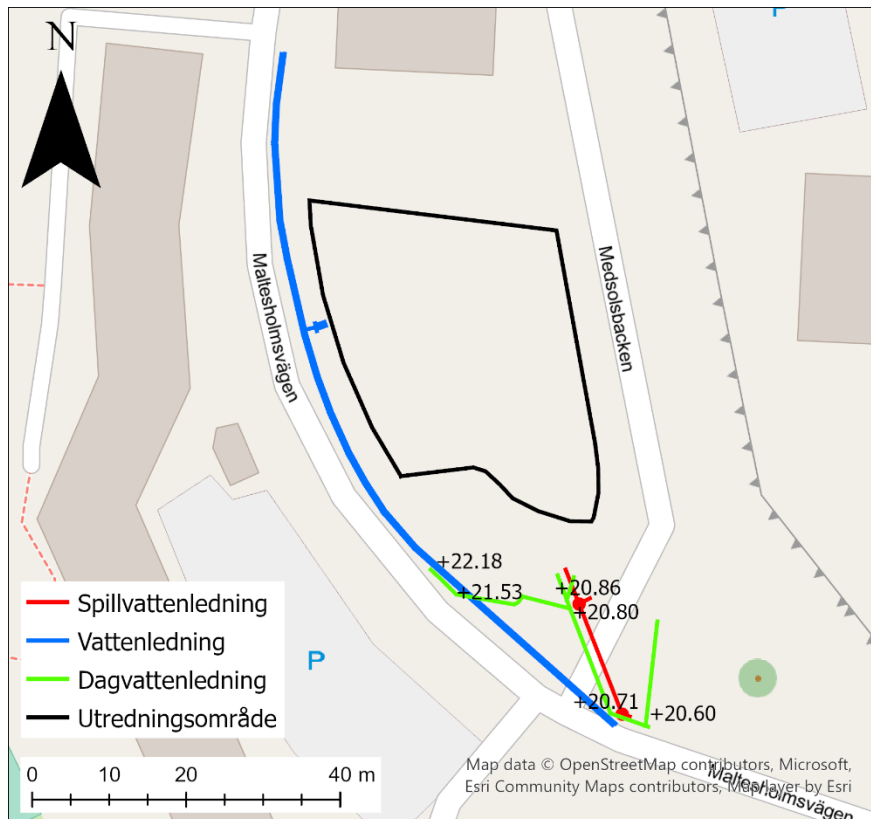 P
N
Maltesholmsvägen
Medsolsbacken
+22.18
+21.53
+20.86
+20.80
+20.71
+20.60
P
Spillvattenledning
Vattenledning
Dagvattenledning
Utredningsområde
0 10 20 40 m
Map data © OpenStreetMap contributors, Microsoft,
Esri Community Maps contributors, Map layer by Esri
Maltesholmsvägen